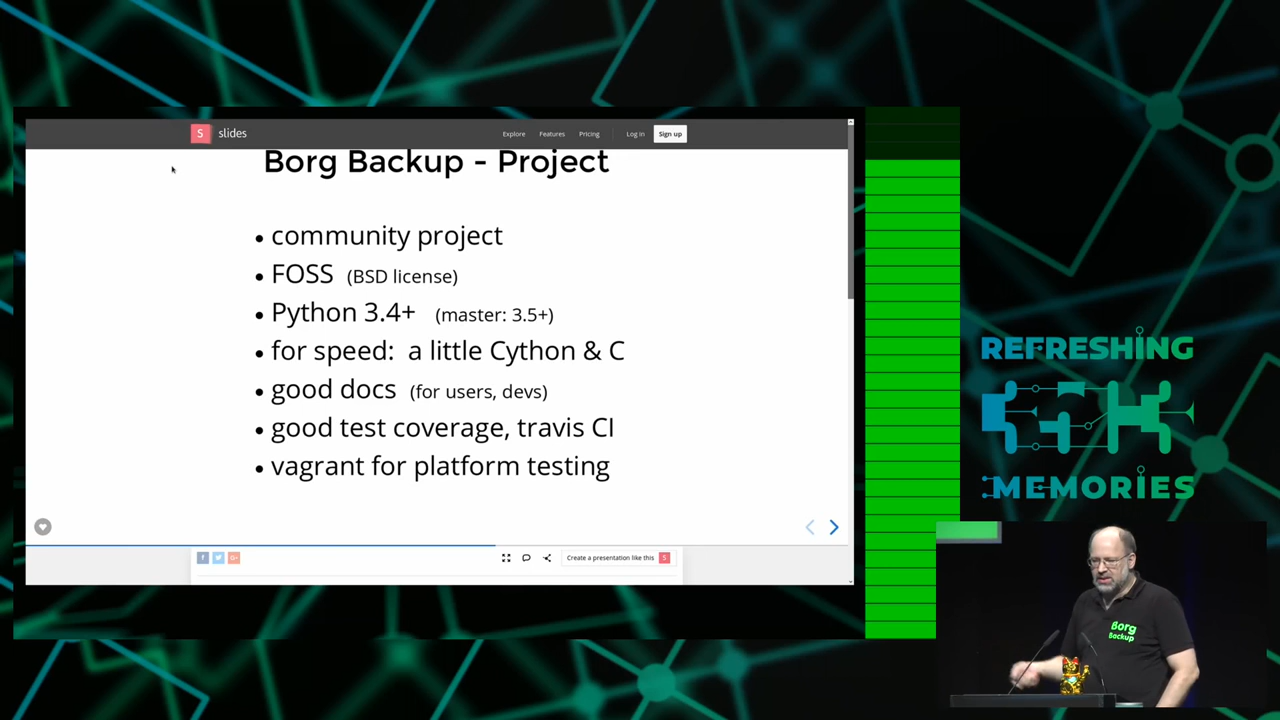 S slides Explore Features Pricing Log in Sign up
Borg Backup - Project
• community project
• FOSS (BSD license)
• Python 3.4+ (master: 3.5+)
• for speed: a little Cython & C
• good docs (for users, devs)
• good test coverage, travis CI
• vagrant for platform testing
Create a presentation like this S
REFRESHING
MEMORIES
Borg
Backup